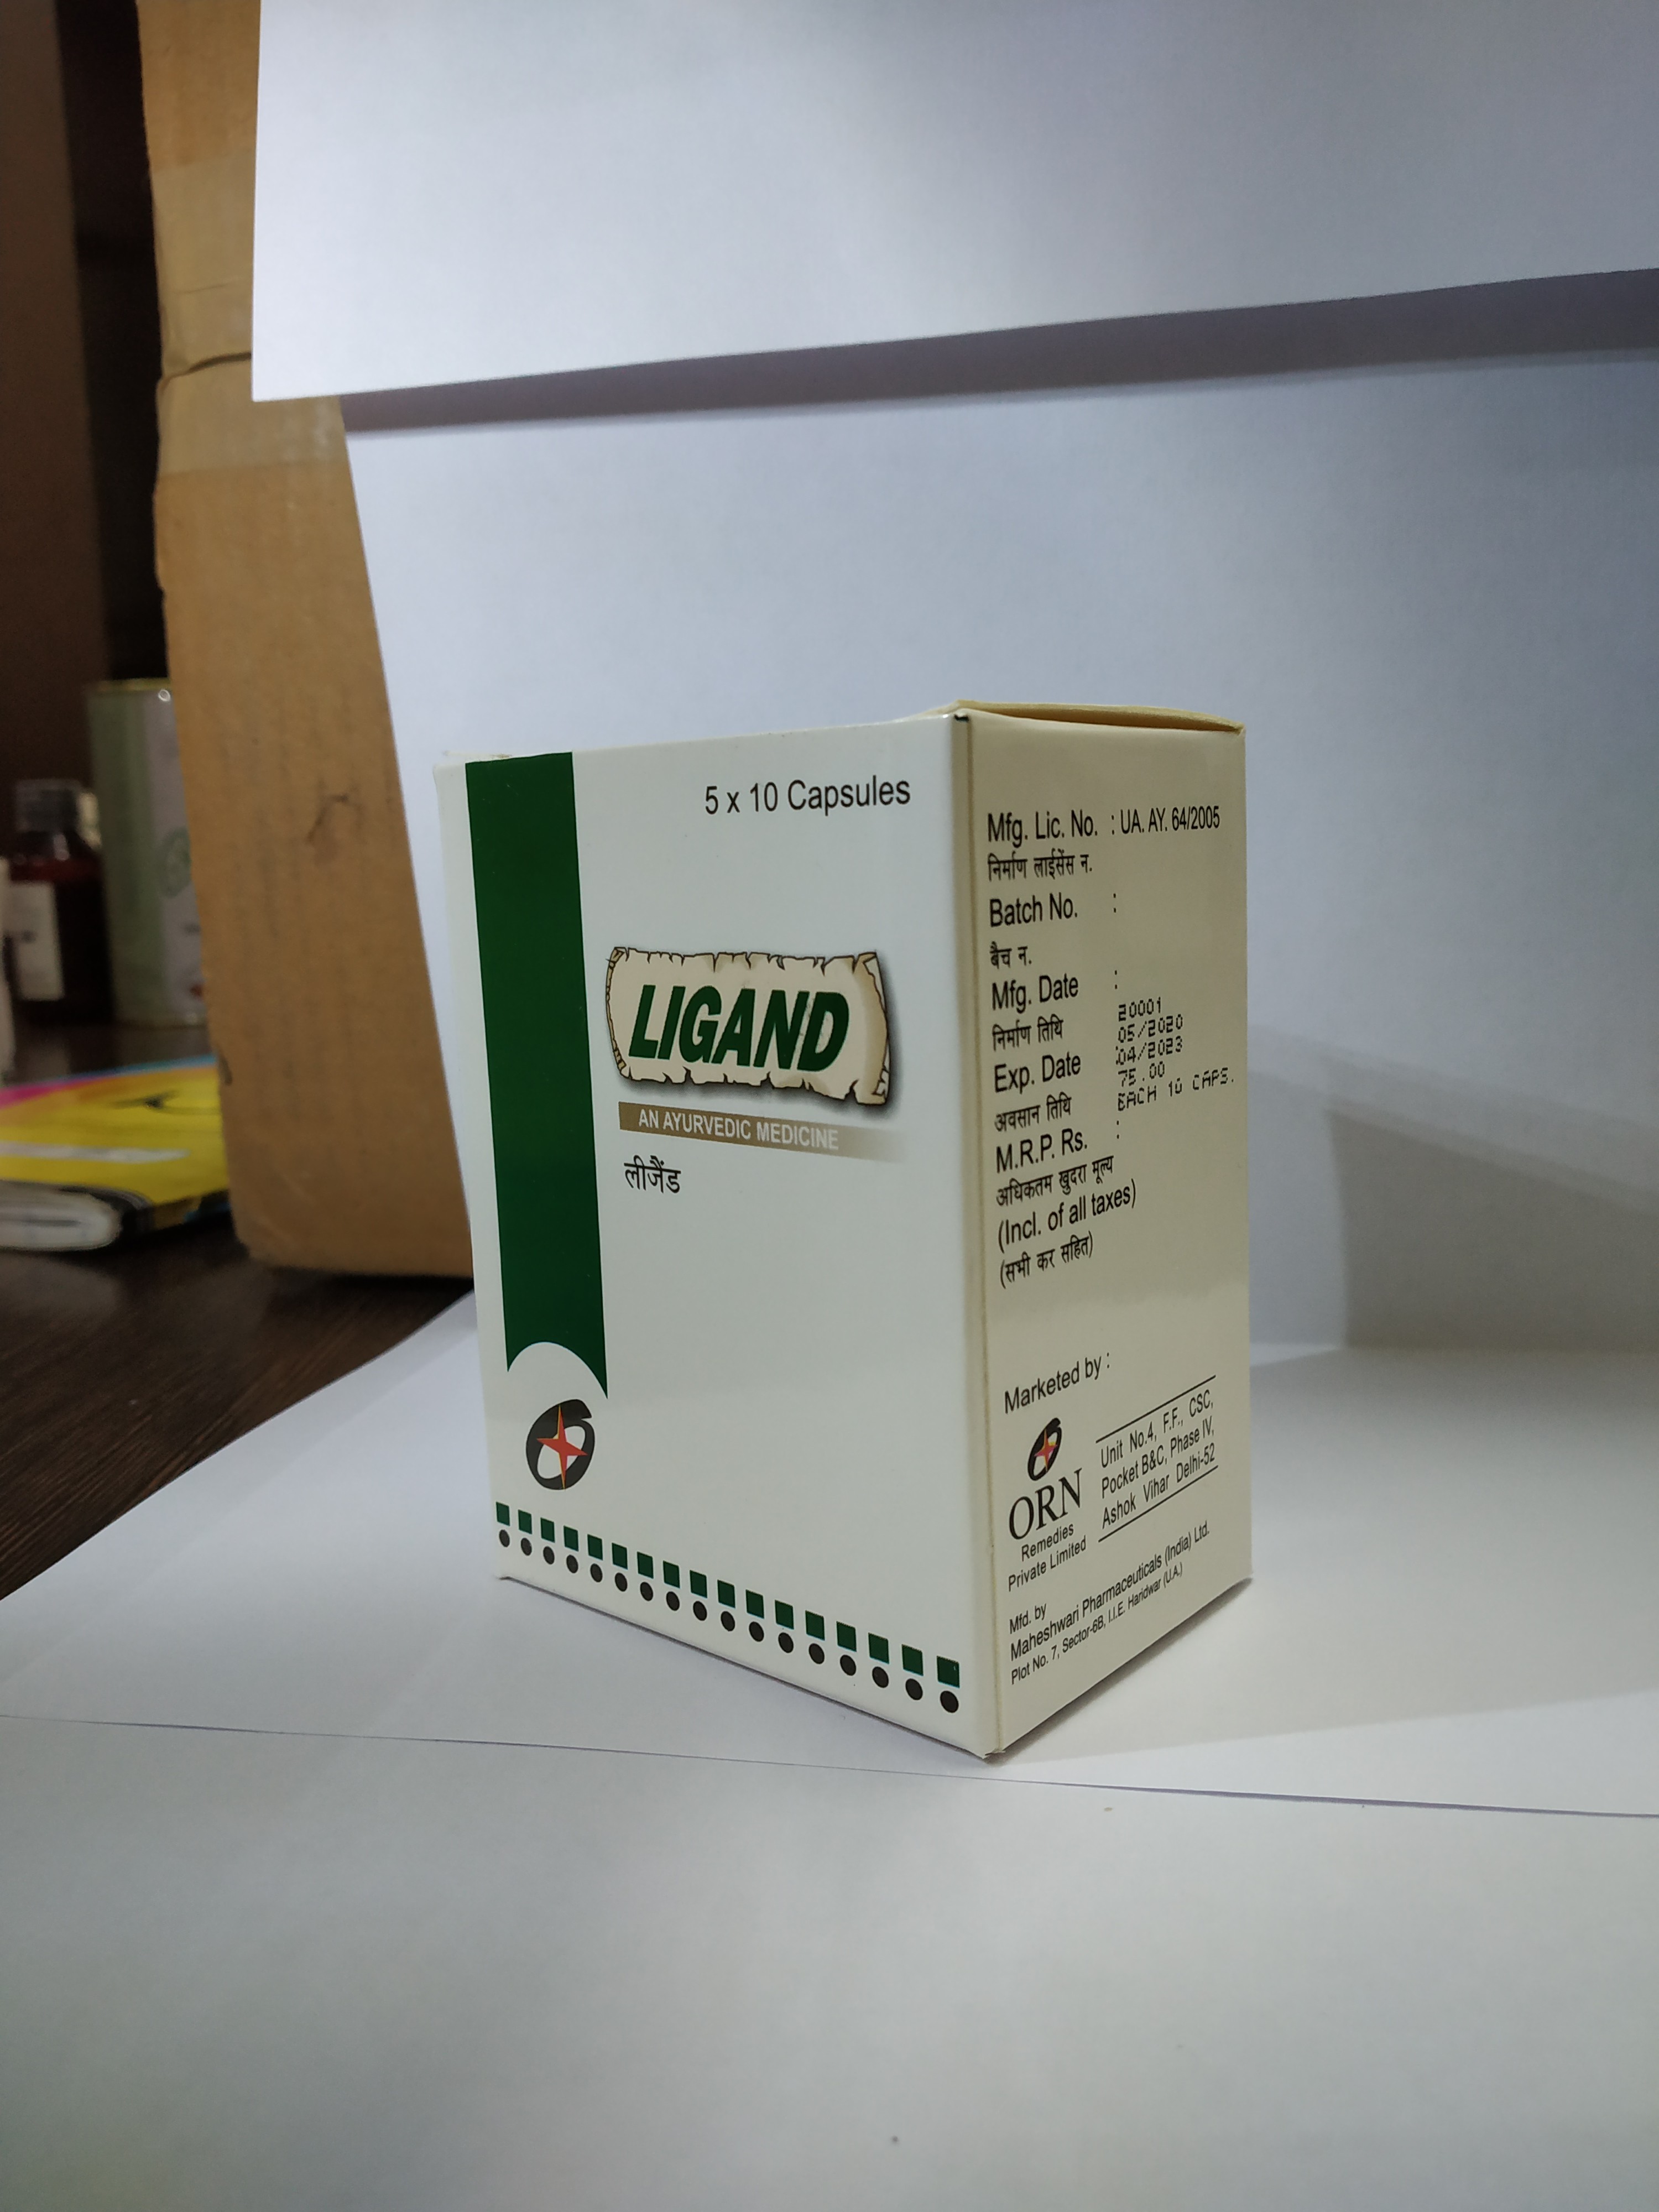 5 x 10 Capsules
LIGAND
AN AYURVEDIC MEDICINE
लीजैंड
Mfg. Lic. No. : UA. AY. 64/2005
निर्माण लाईसेंस न.
Batch No. :
बैच न.
Mfg. Date :
निर्माण तिथि
Exp. Date
अवसान तिथि
M.R.P. Rs. :
अधिकतम खुदरा मूल्य
(Incl. of all taxes)
(सभी कर सहित)
20001
05/2020
04/2023
75.00
EACH 10 CAPS.
Marketed by :
ORN
Remedies
Private Limited
Unit No.4, F.F., CSC,
Pocket B&C, Phase IV,
Ashok Vihar Delhi-52
Mfd. by
Maheshwari Pharmaceuticals (India) Ltd.
Plot No. 7, Sector-6B, I.I.E. Haridwar (U.A.)